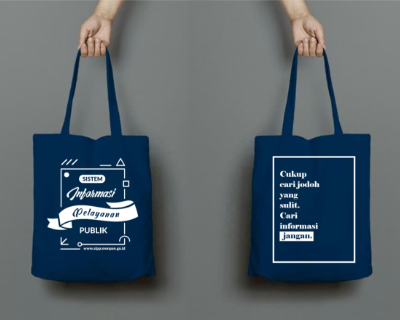 SISTEM
Informasi
Pelayanan
PUBLIK
Cukup
cari jodoh
yang
sulit.
Cari
informasi
jangan.